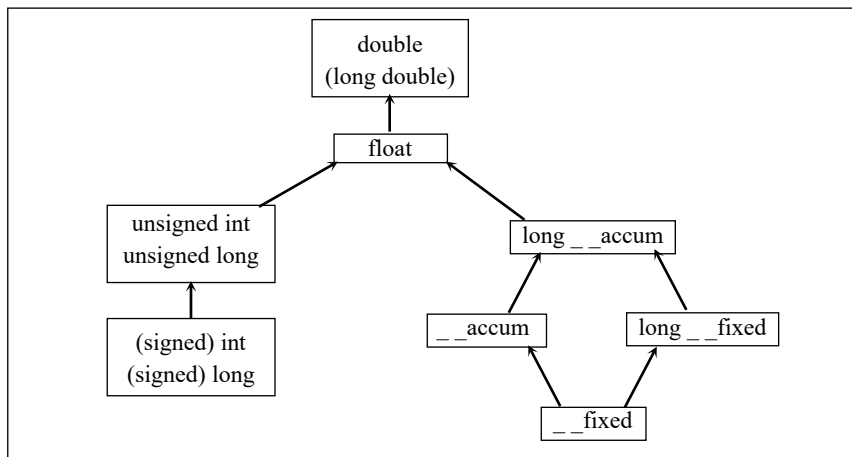 double
(long double)
float
unsigned int
unsigned long
long _ _accum
(signed) int
(signed) long
_ _accum
long _ _fixed
_ _fixed